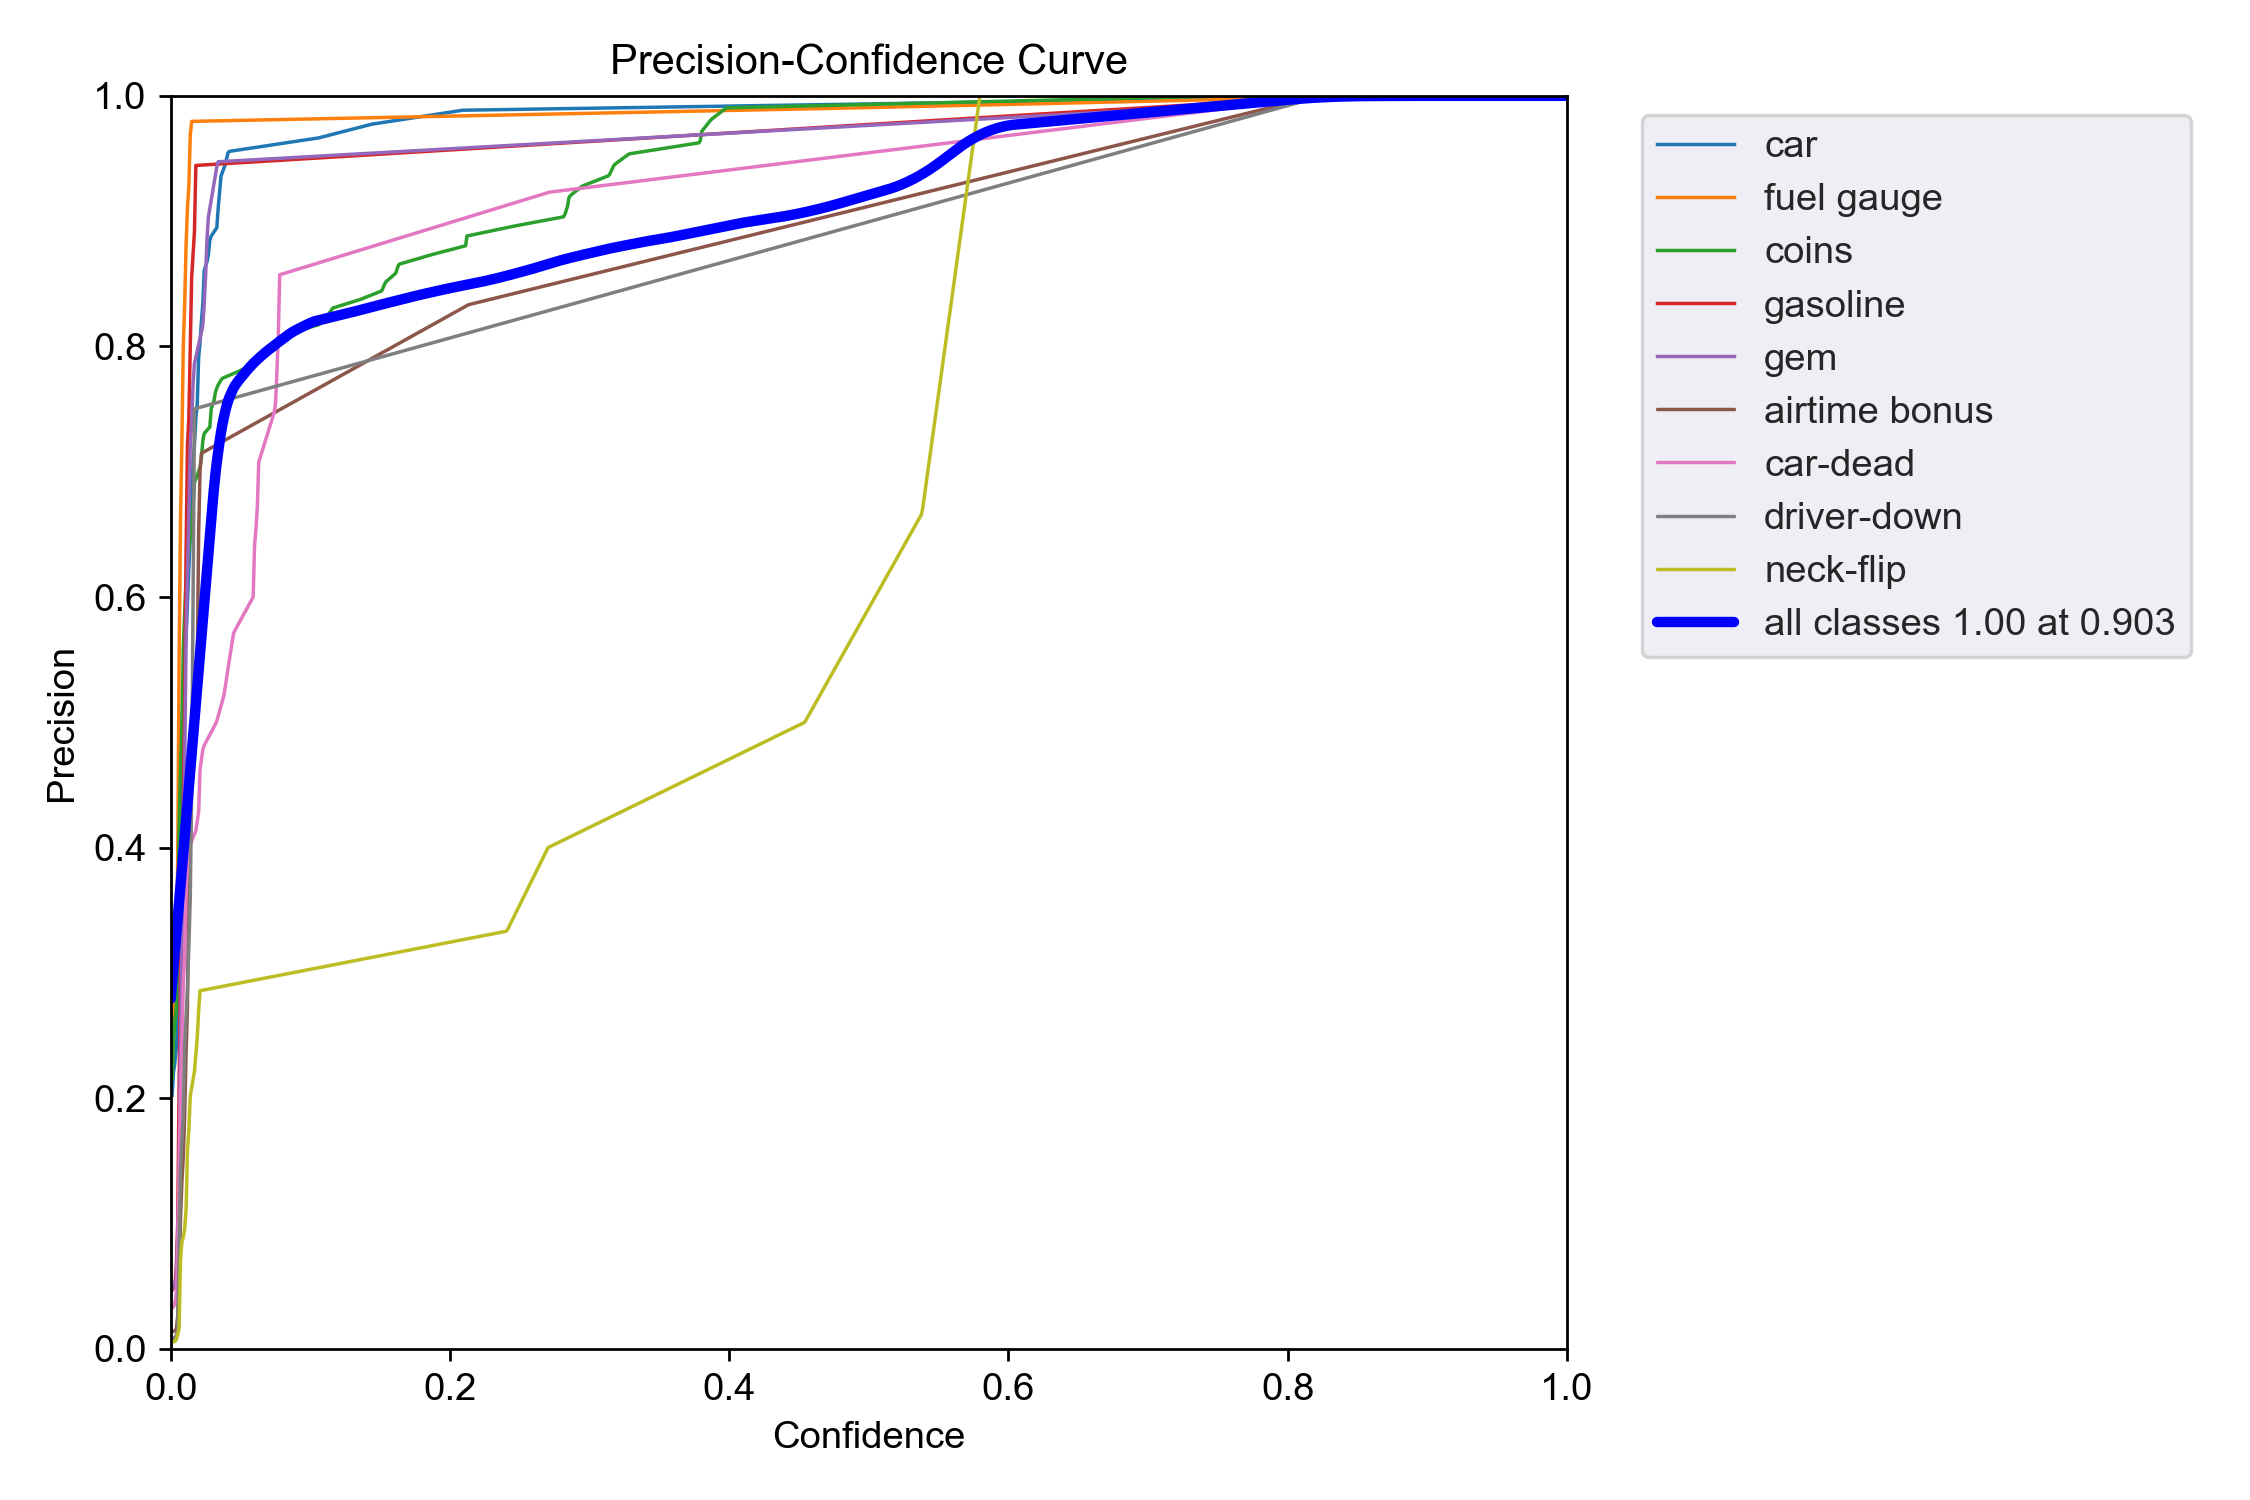 Precision-Confidence Curve
1.0
0.8
0.6
0.4
0.2
0.0
Precision
0.0 0.2 0.4 0.6 0.8 1.0
Confidence
car
fuel gauge
coins
gasoline
gem
airtime bonus
car-dead
driver-down
neck-flip
all classes 1.00 at 0.903